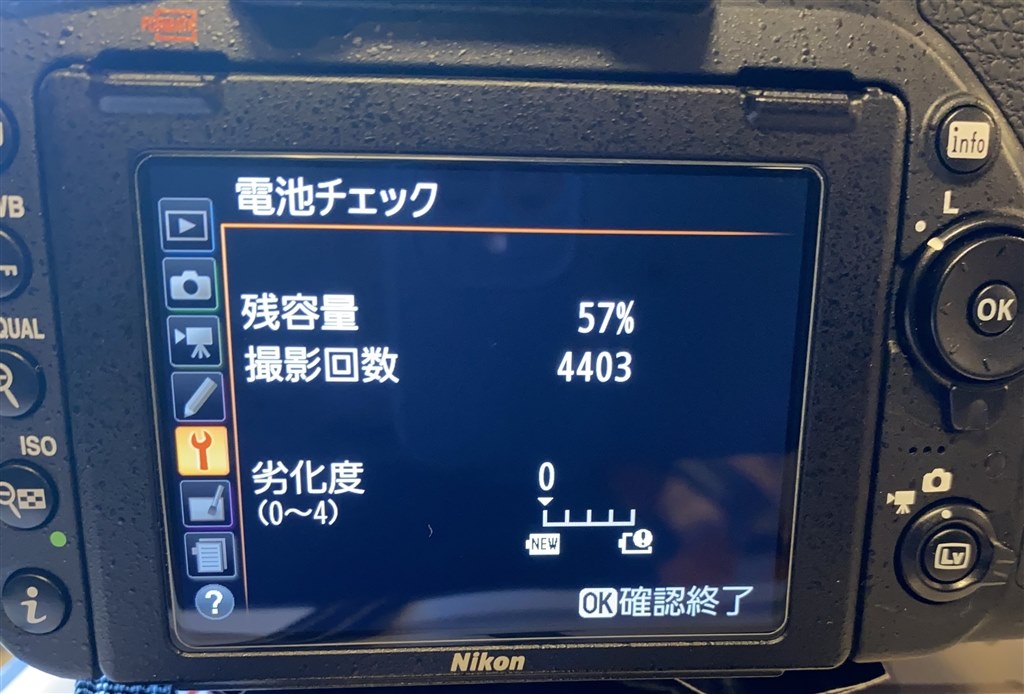 info
WB
L
電池チェック
残容量 57%
撮影回数 4403
OK
QUAL
ISO
劣化度 0
(0～4)
NEW
Lv
i
?
OK確認終了
Nikon